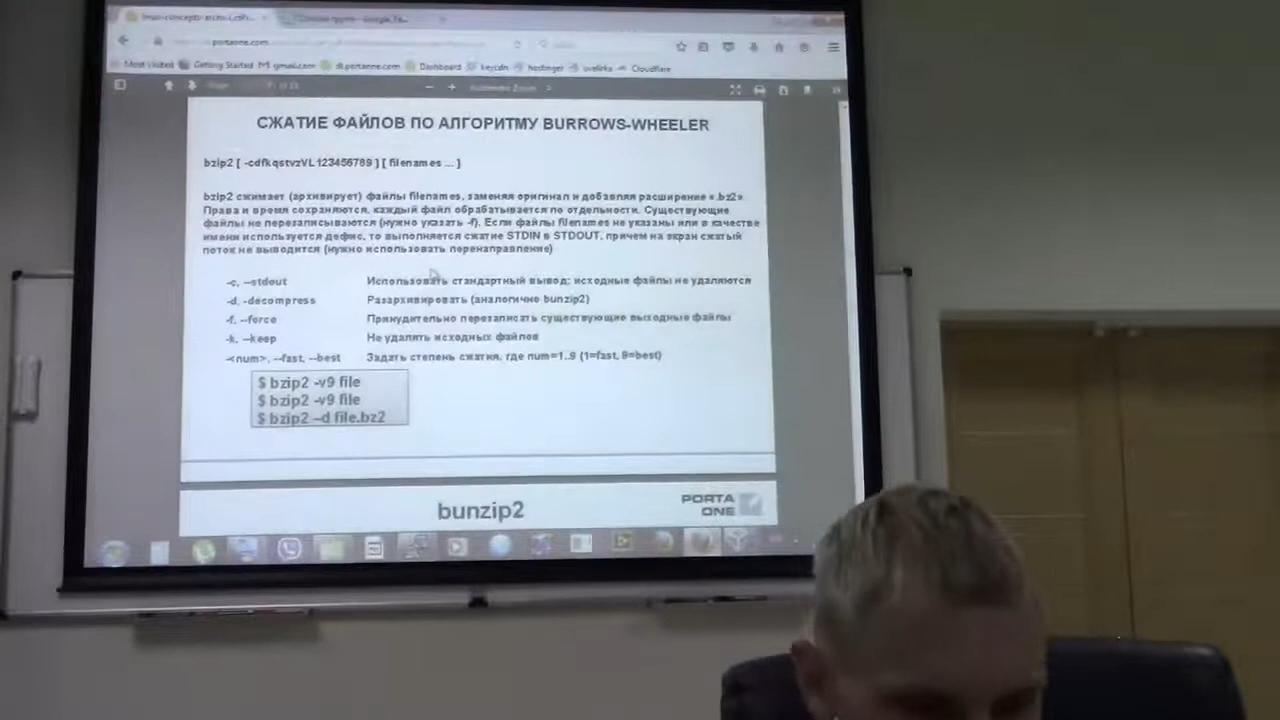 portaone.com
Most Visited Getting Started gmail.com dl.portaone.com Dashboard keycdn hostinger Cloudflare
СЖАТИЕ ФАЙЛОВ ПО АЛГОРИТМУ BURROWS-WHEELER
bzip2 [ -cdfkqstvzVL123456789 ] [ filenames ... ]
bzip2 сжимает (архивирует) файлы filenames, заменяя оригинал и добавляя расширение «.bz2»
Права и время сохраняются, каждый файл обрабатывается по отдельности. Существующие
файлы не перезаписываются (нужно указать -f). Если файлы filenames не указаны или в качестве
имени используется дефис, то выполняется сжатие STDIN в STDOUT, причем на экран сжатый
поток не выводится (нужно использовать перенаправление)
-c, --stdout Использовать стандартный вывод; исходные файлы не удаляются
-d, -decompress Разархивировать (аналогично bunzip2)
-f, --force Принудительно перезаписать существующие выходные файлы
-k, --keep Не удалять исходных файлов
-<num>, --fast, --best Задать степень сжатия, где num=1..9 (1=fast, 9=best)
$ bzip2 -v9 file
$ bzip2 -v9 file
$ bzip2 –d file.bz2
bunzip2
PORTA
ONE